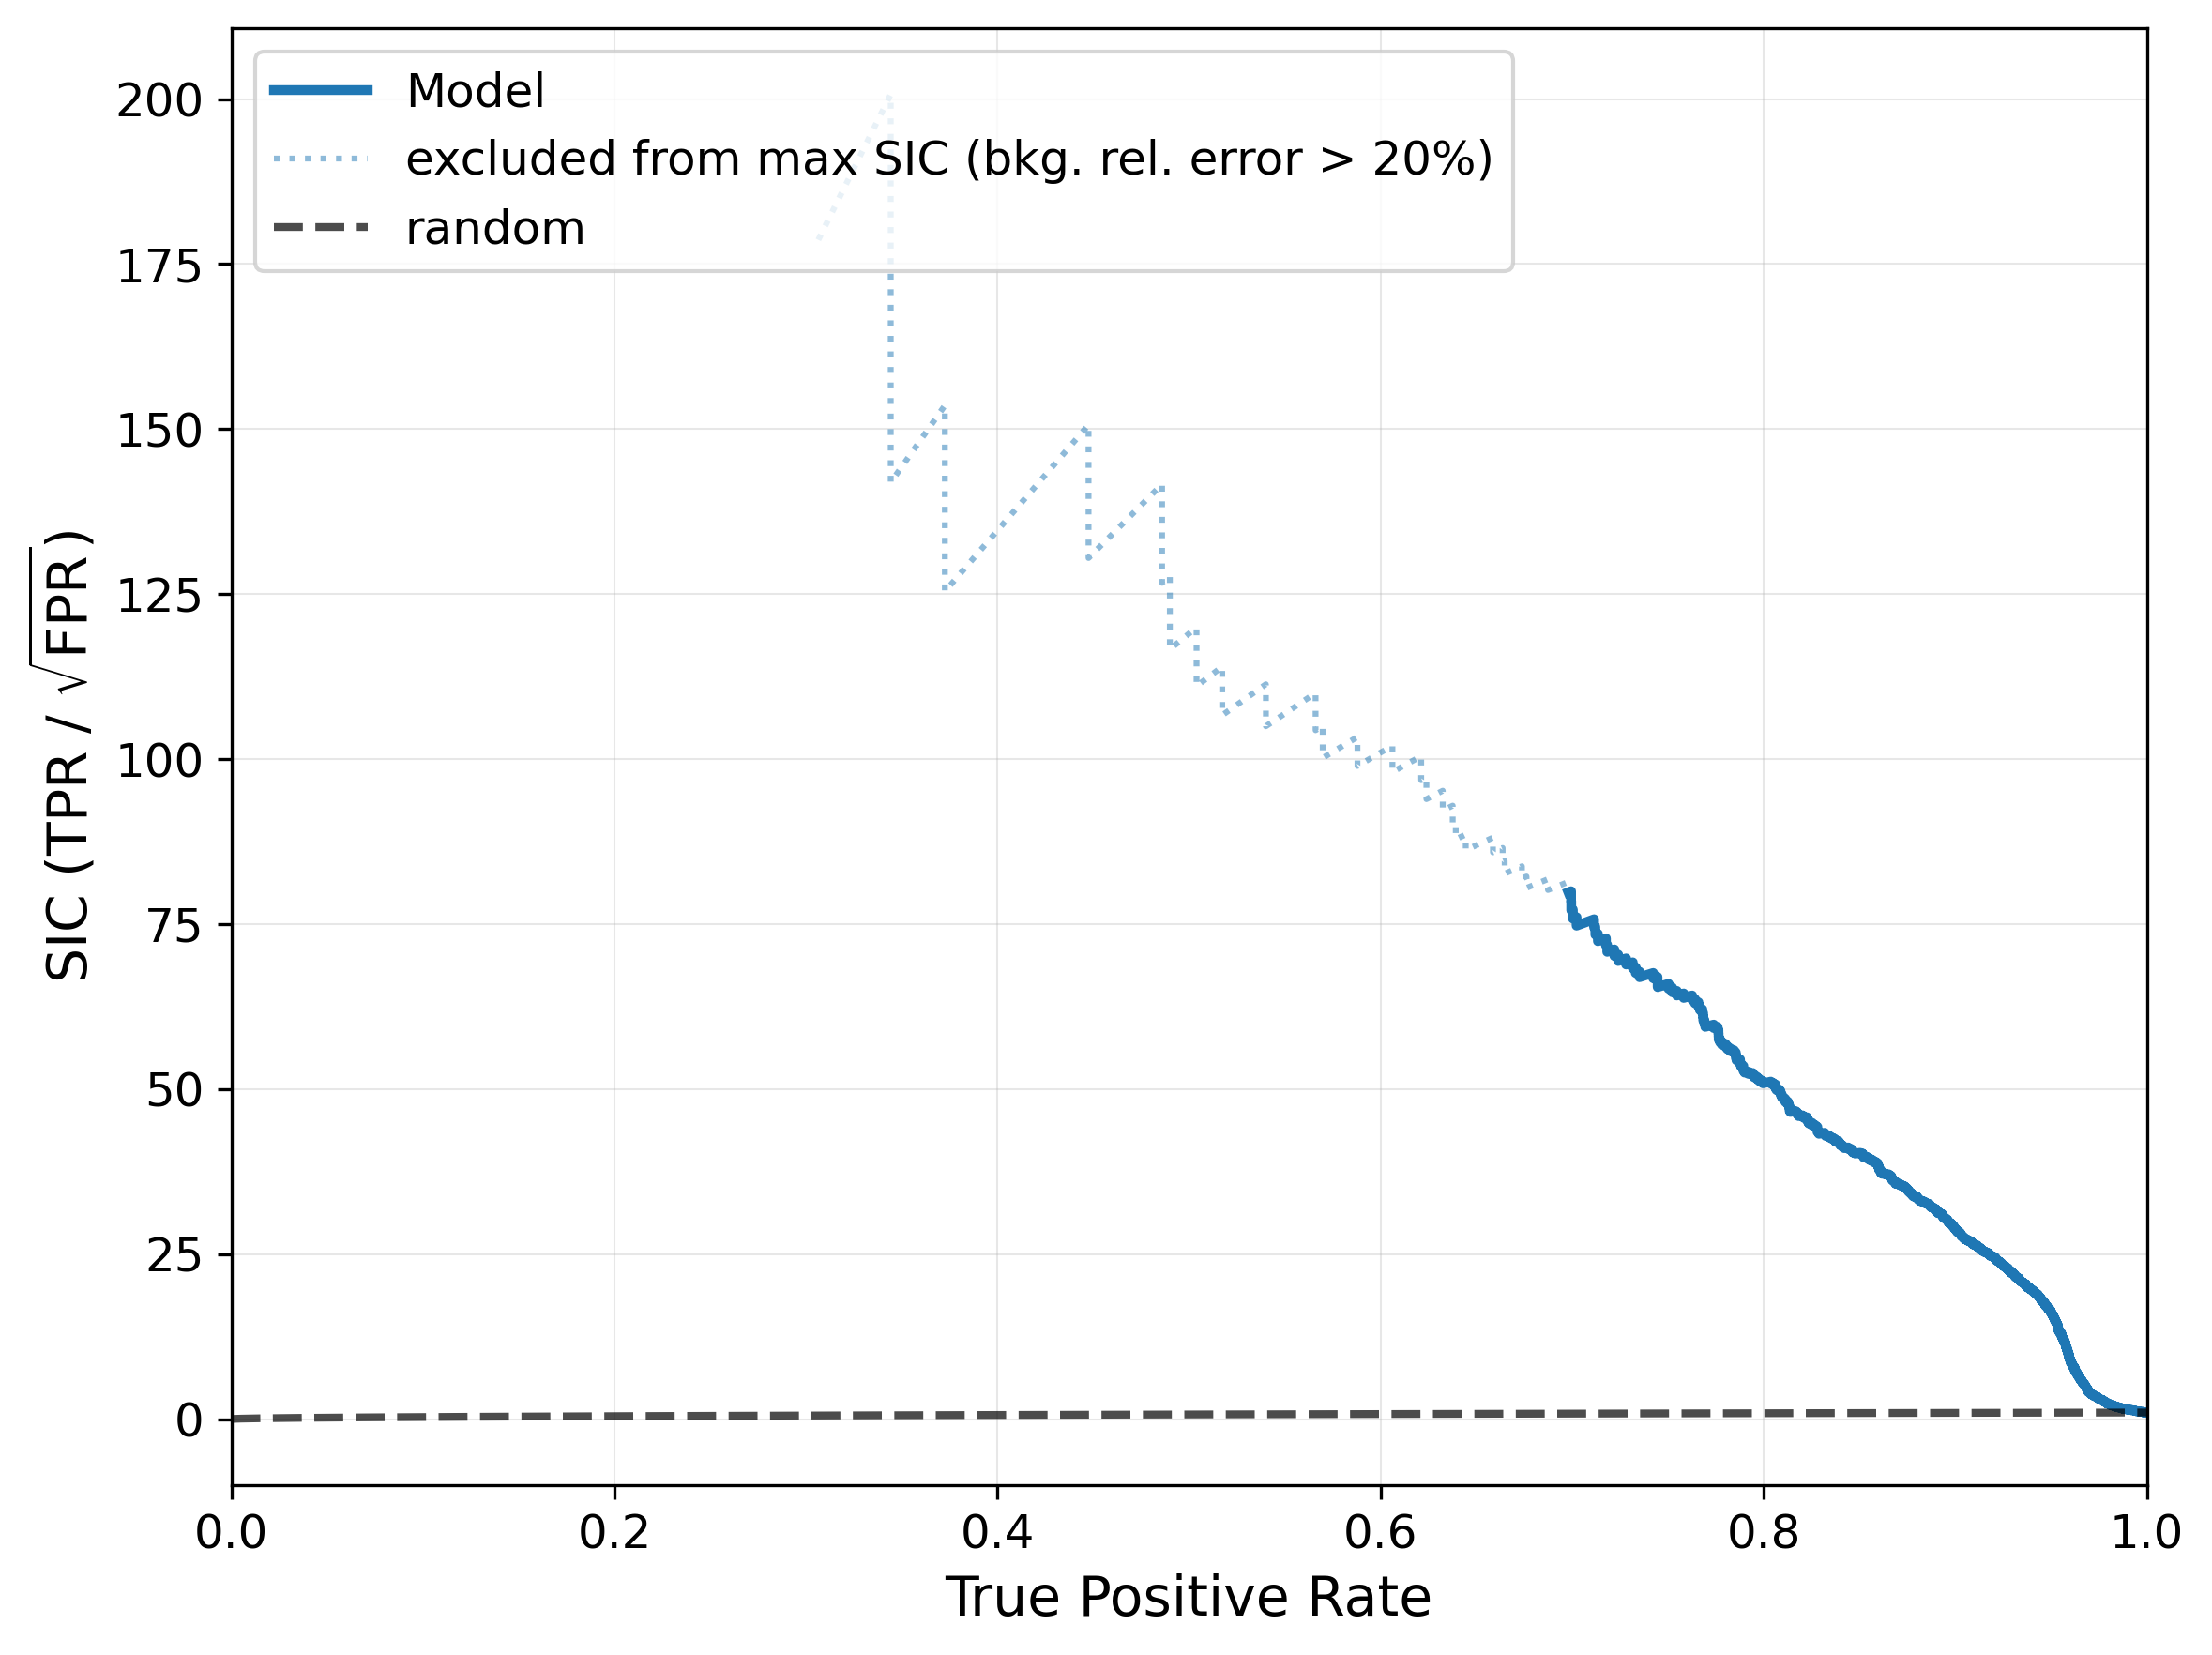 Model
excluded from max SIC (bkg. rel. error > 20%)
random
200
175
150
125
100
75
50
25
0
SIC (TPR / √FPR)
0.0 0.2 0.4 0.6 0.8 1.0
True Positive Rate